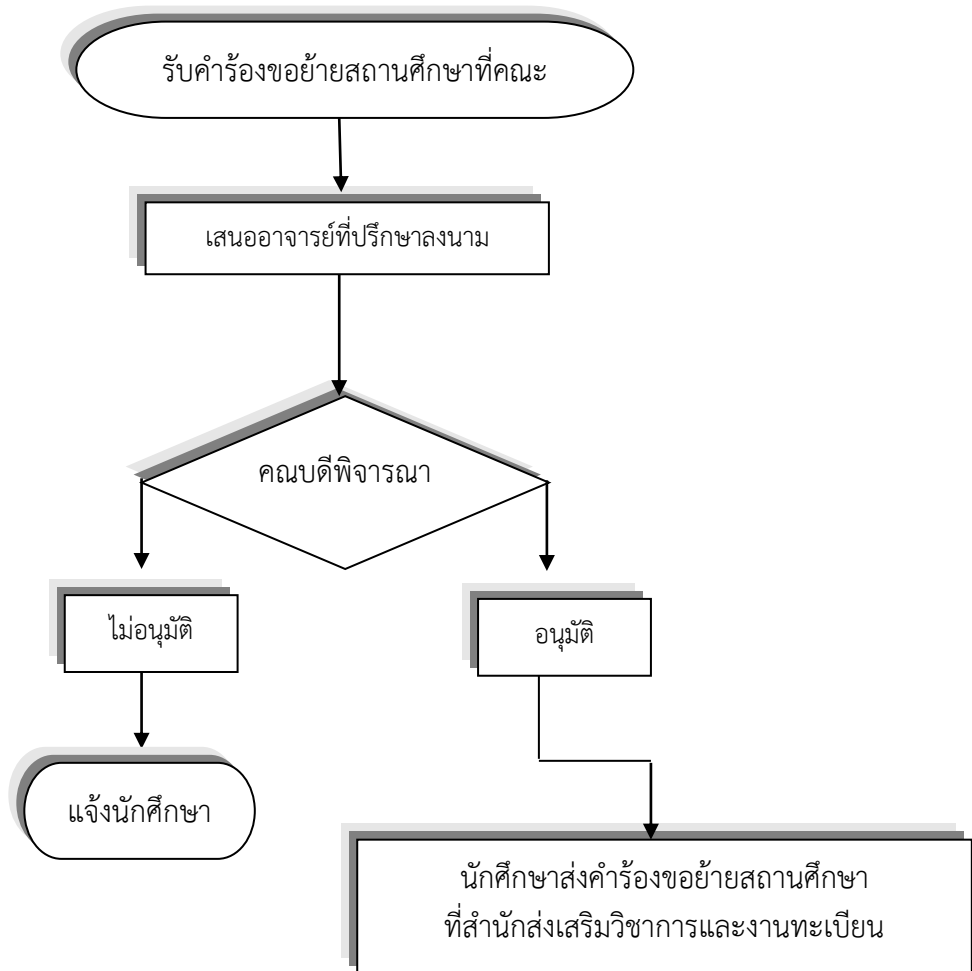 รับคำร้องขอย้ายสถานศึกษาที่คณะ
เสนออาจารย์ที่ปรึกษาลงนาม
คณบดีพิจารณา
ไม่อนุมัติ
อนุมัติ
แจ้งนักศึกษา
นักศึกษาส่งคำร้องขอย้ายสถานศึกษา
ที่สำนักส่งเสริมวิชาการและงานทะเบียน